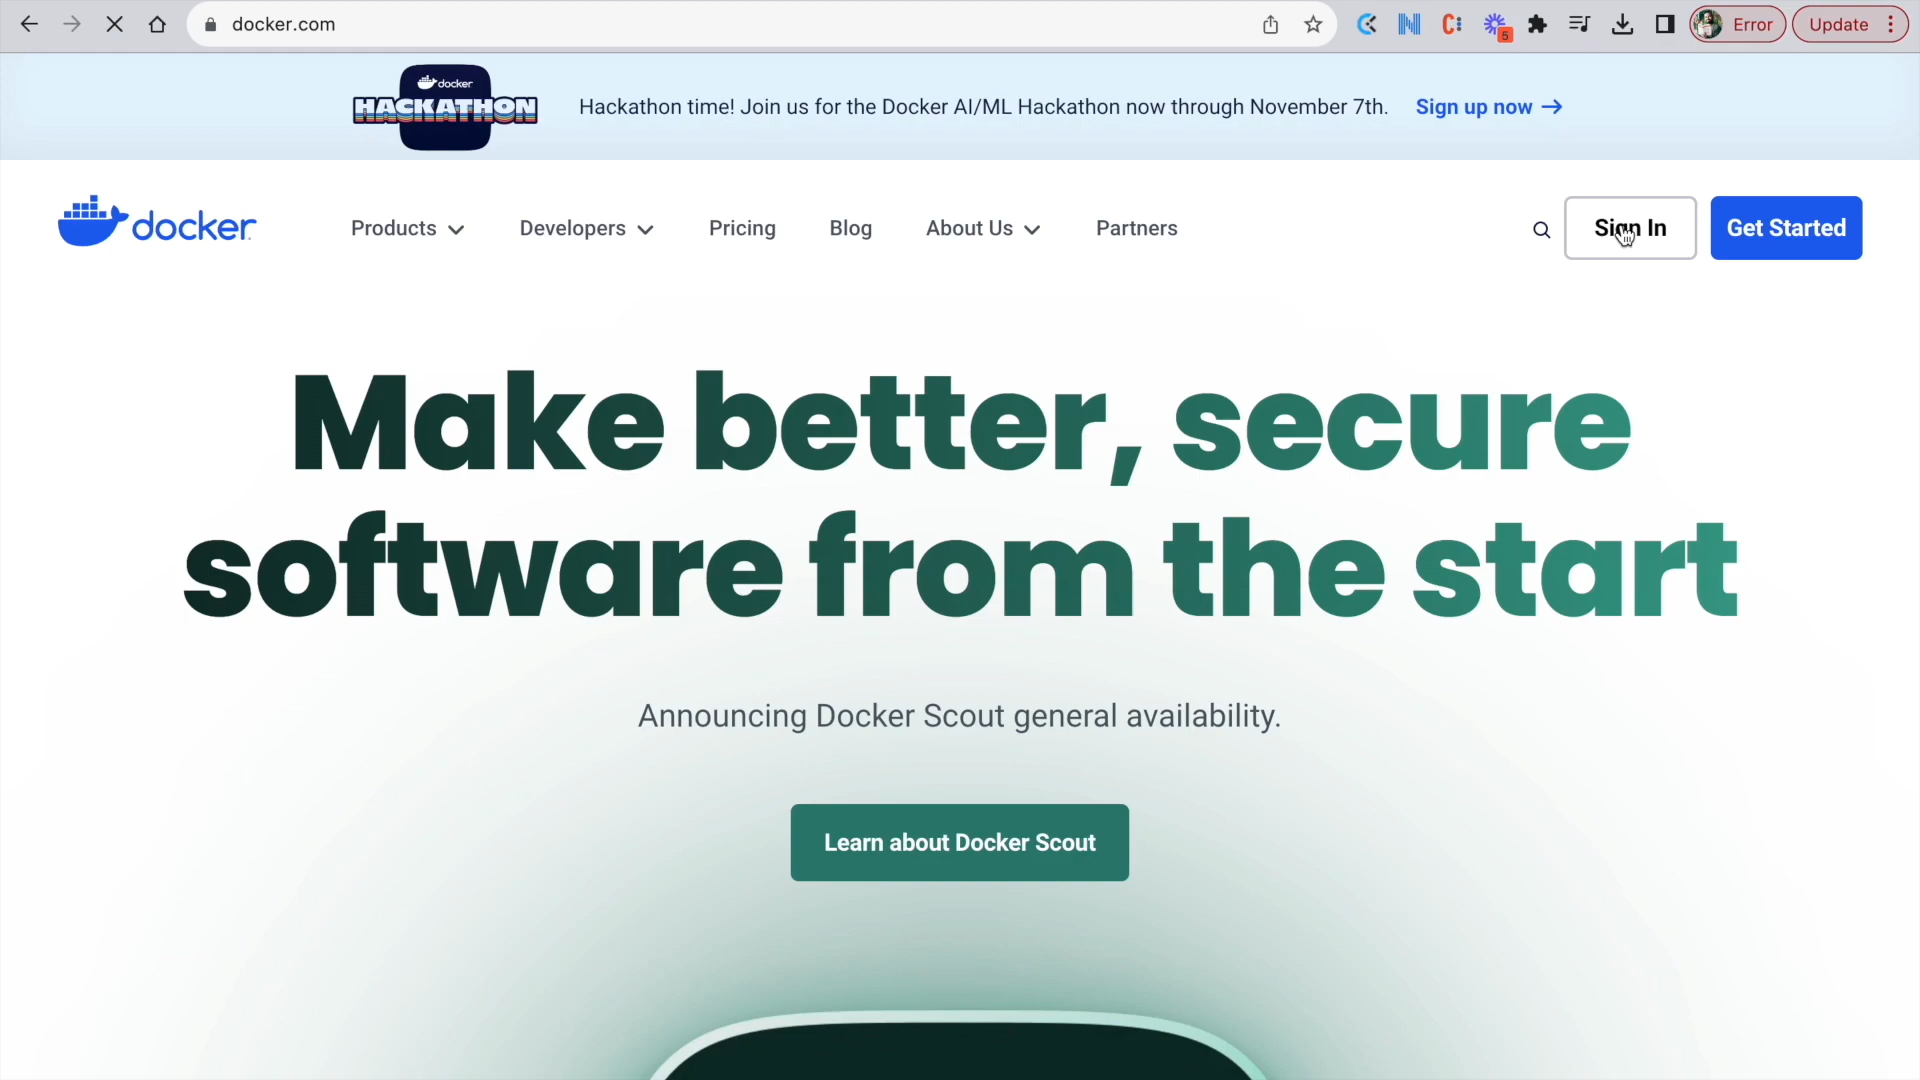 docker.com
5
Error
Update
docker
HACKATHON
Hackathon time! Join us for the Docker AI/ML Hackathon now through November 7th.
Sign up now →
docker
Products
Developers
Pricing
Blog
About Us
Partners
Sign In
Get Started
Make better, secure
software from the start
Announcing Docker Scout general availability.
Learn about Docker Scout